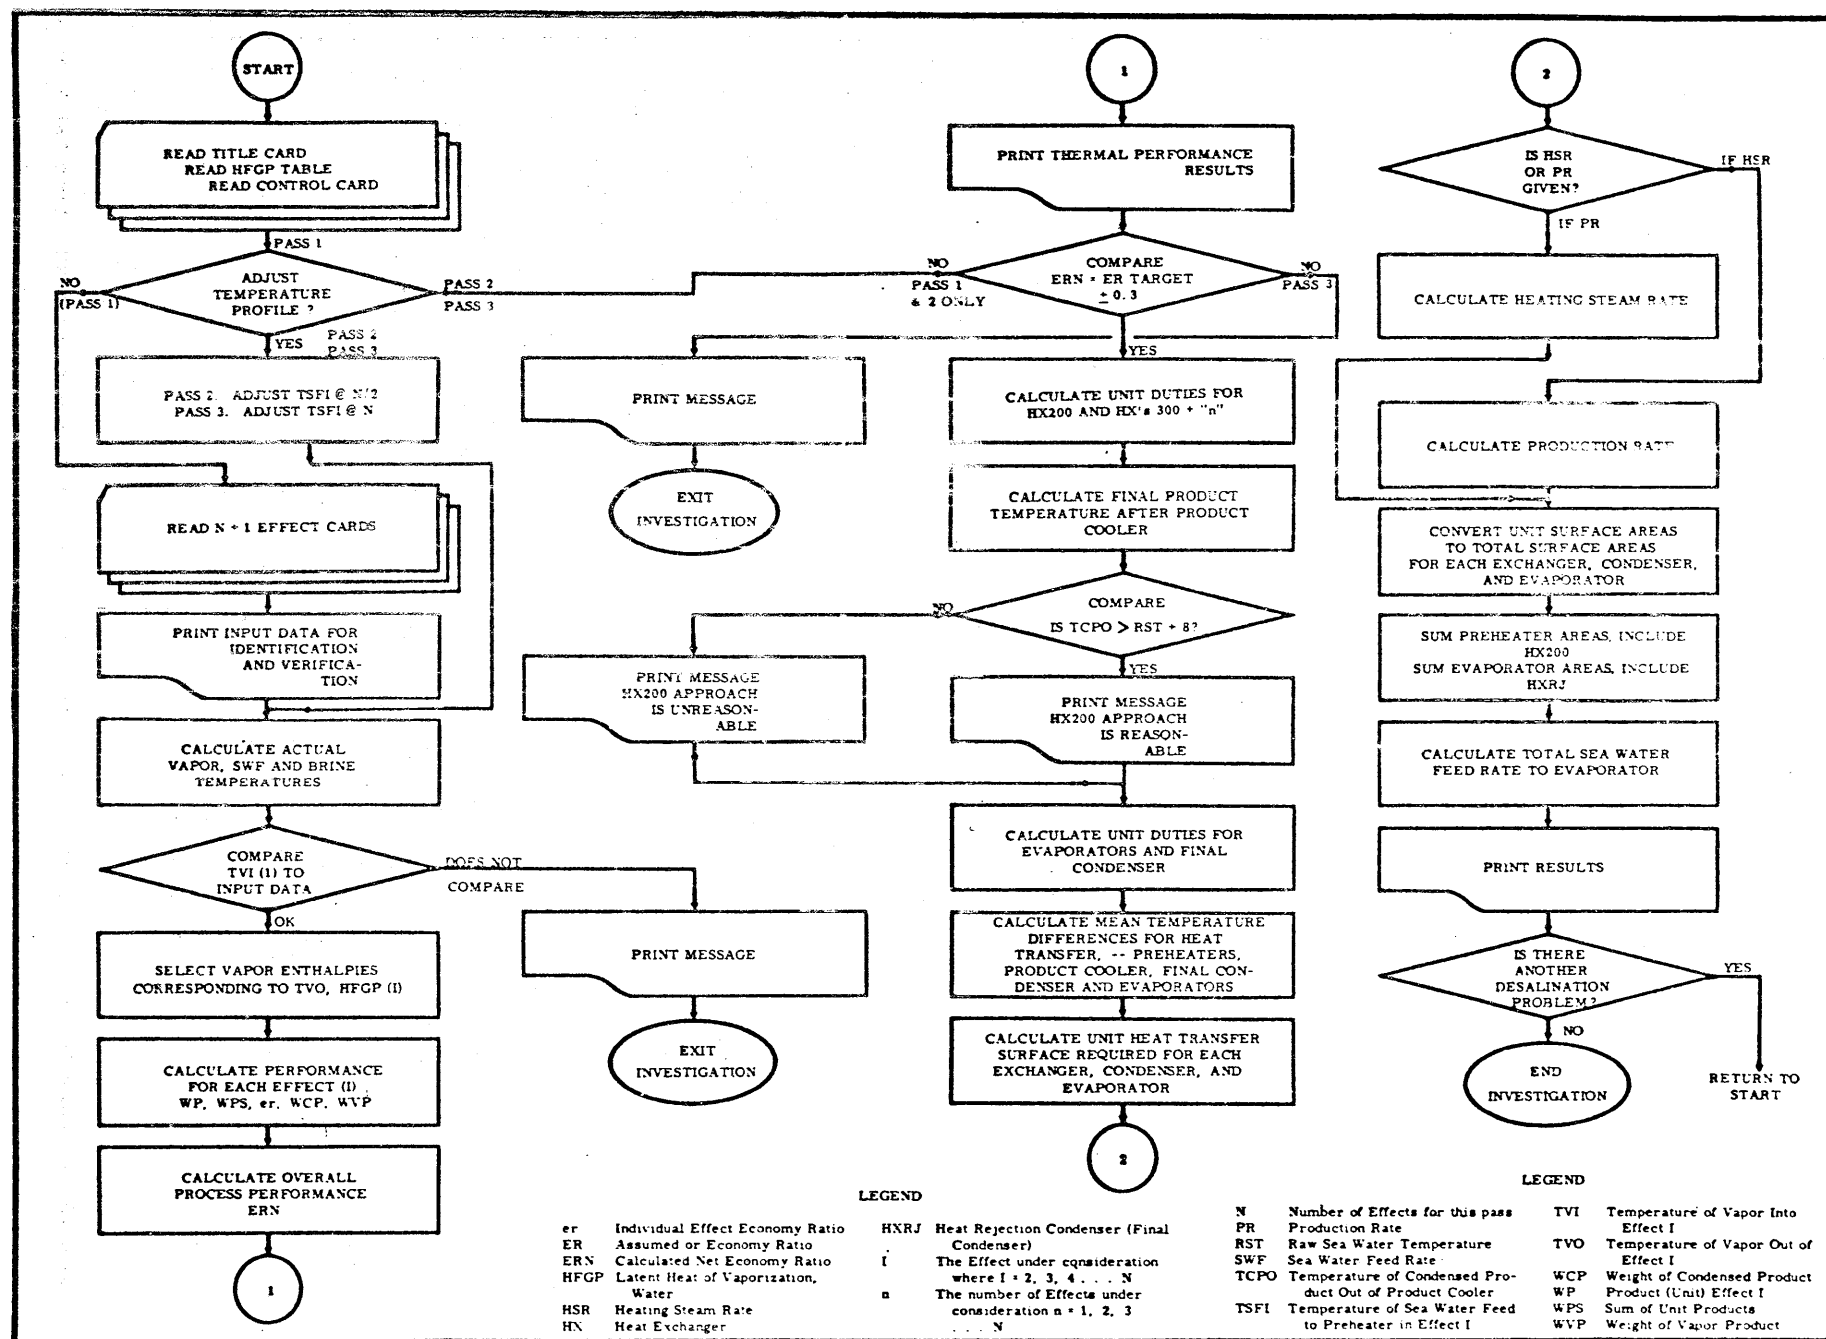 START
READ TITLE CARD
READ HFGP TABLE
READ CONTROL CARD
PASS 1
ADJUST
TEMPERATURE
PROFILE ?
NO
(PASS 1)
PASS 2
PASS 3
YES
PASS 2
PASS 3
PASS 2. ADJUST TSFI @ N/2
PASS 3. ADJUST TSFI @ N
READ N + 1 EFFECT CARDS
PRINT INPUT DATA FOR
IDENTIFICATION
AND VERIFICA-
TION
CALCULATE ACTUAL
VAPOR, SWF AND BRINE
TEMPERATURES
COMPARE
TVI (1) TO
INPUT DATA
DOES NOT
COMPARE
OK
SELECT VAPOR ENTHALPIES
CORRESPONDING TO TVO, HFGP (I)
CALCULATE PERFORMANCE
FOR EACH EFFECT (I)
WP, WPS, er, WCP, WVP
CALCULATE OVERALL
PROCESS PERFORMANCE
ERN
1
PRINT MESSAGE
EXIT
INVESTIGATION
PRINT MESSAGE
HX200 APPROACH
IS UNREASON-
ABLE
PRINT MESSAGE
EXIT
INVESTIGATION
1
PRINT THERMAL PERFORMANCE
RESULTS
COMPARE
ERN = ER TARGET
± 0.3
NO
PASS 1
& 2 ONLY
NO
PASS 3
YES
CALCULATE UNIT DUTIES FOR
HX200 AND HX's 300 + "n"
CALCULATE FINAL PRODUCT
TEMPERATURE AFTER PRODUCT
COOLER
COMPARE
IS TCPO > RST + 8?
NO
YES
PRINT MESSAGE
HX200 APPROACH
IS REASON-
ABLE
CALCULATE UNIT DUTIES FOR
EVAPORATORS AND FINAL
CONDENSER
CALCULATE MEAN TEMPERATURE
DIFFERENCES FOR HEAT
TRANSFER, -- PREHEATERS,
PRODUCT COOLER, FINAL CON-
DENSER AND EVAPORATORS
CALCULATE UNIT HEAT TRANSFER
SURFACE REQUIRED FOR EACH
EXCHANGER, CONDENSER, AND
EVAPORATOR
2
2
IS HSR
OR PR
GIVEN?
IF HSR
IF PR
CALCULATE HEATING STEAM RATE
CALCULATE PRODUCTION RATE
CONVERT UNIT SURFACE AREAS
TO TOTAL SURFACE AREAS
FOR EACH EXCHANGER, CONDENSER,
AND EVAPORATOR
SUM PREHEATER AREAS, INCLUDE
HX200
SUM EVAPORATOR AREAS, INCLUDE
HXRJ
CALCULATE TOTAL SEA WATER
FEED RATE TO EVAPORATOR
PRINT RESULTS
IS THERE
ANOTHER
DESALINATION
PROBLEM?
YES
NO
END
INVESTIGATION
RETURN TO
START
LEGEND
er Individual Effect Economy Ratio
ER Assumed or Economy Ratio
ERN Calculated Net Economy Ratio
HFGP Latent Heat of Vaporization,
Water
HSR Heating Steam Rate
HX Heat Exchanger
HXRJ Heat Rejection Condenser (Final
Condenser)
I The Effect under consideration
where I = 2, 3, 4 . . . N
n The number of Effects under
consideration n = 1, 2, 3
. . . N
LEGEND
N Number of Effects for this pass
PR Production Rate
RST Raw Sea Water Temperature
SWF Sea Water Feed Rate
TCPO Temperature of Condensed Pro-
duct Out of Product Cooler
TSFI Temperature of Sea Water Feed
to Preheater in Effect I
TVI Temperature of Vapor Into
Effect I
TVO Temperature of Vapor Out of
Effect I
WCP Weight of Condensed Product
WP Product (Unit) Effect I
WPS Sum of Unit Products
WVP Weight of Vapor Product